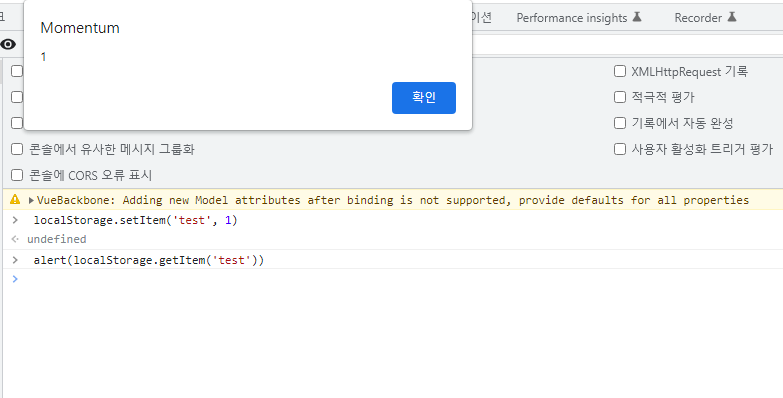 Momentum
1
확인
이션
Performance insights
Recorder
XMLHttpRequest 기록
적극적 평가
기록에서 자동 완성
콘솔에서 유사한 메시지 그룹화
사용자 활성화 트리거 평가
콘솔에 CORS 오류 표시
VueBackbone: Adding new Model attributes after binding is not supported, provide defaults for all properties
localStorage.setItem('test', 1)
undefined
alert(localStorage.getItem('test'))